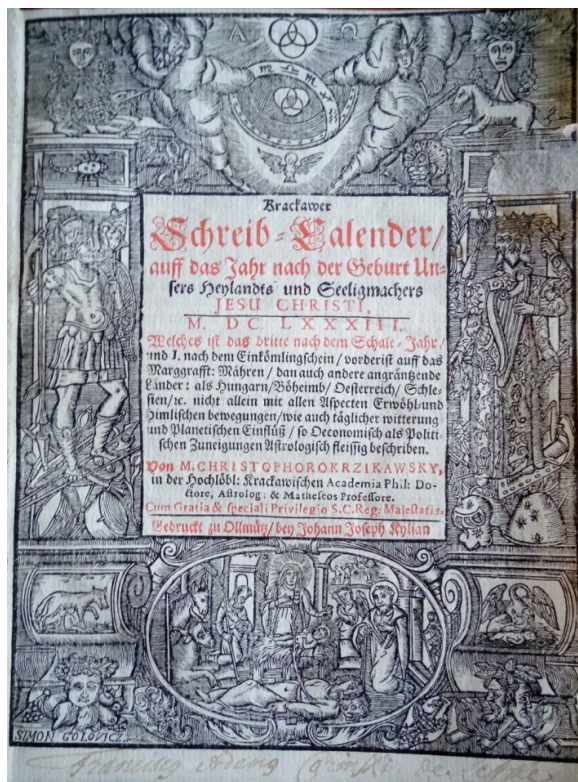 A Ω
Krackawer
Schreib-Calender/
auff das Jahr nach der Geburt Un-
sers Heylandts und Seeligmachers
JESU CHRISTI,
M. DC. LXXXIII.
Welches ist das dritte nach dem Schalt-Jahr/
und I. nach dem Einkömlingschein/vorderist auff das
Marggrafft: Mähren/dan auch andere angräntzende
Länder: als Hungarn/Böheimb/Oesterreich/Schle-
sien/ꝛc. nicht allein mit allen Aspecten Erwöhl-und
Himlischen bewegungen/wie auch täglicher witterung
und Planetischen Einflüß/so Oeconomisch als Politi-
schen Zuneigungen Astrologisch fleissig beschriben.
Von M. CHRISTOPHORO KRZIKAWSKY,
in der Hochlöbl: Krackawischen Academia Phil: Do-
ctore, Astrolog: & Matheseos Professore.
Cum Gratia & speciali Privilegio S.C.Reg: Majestatis.
Gedruckt zu Ollmütz/bey Johann Joseph Kylian
SIMON GOLOVICZ